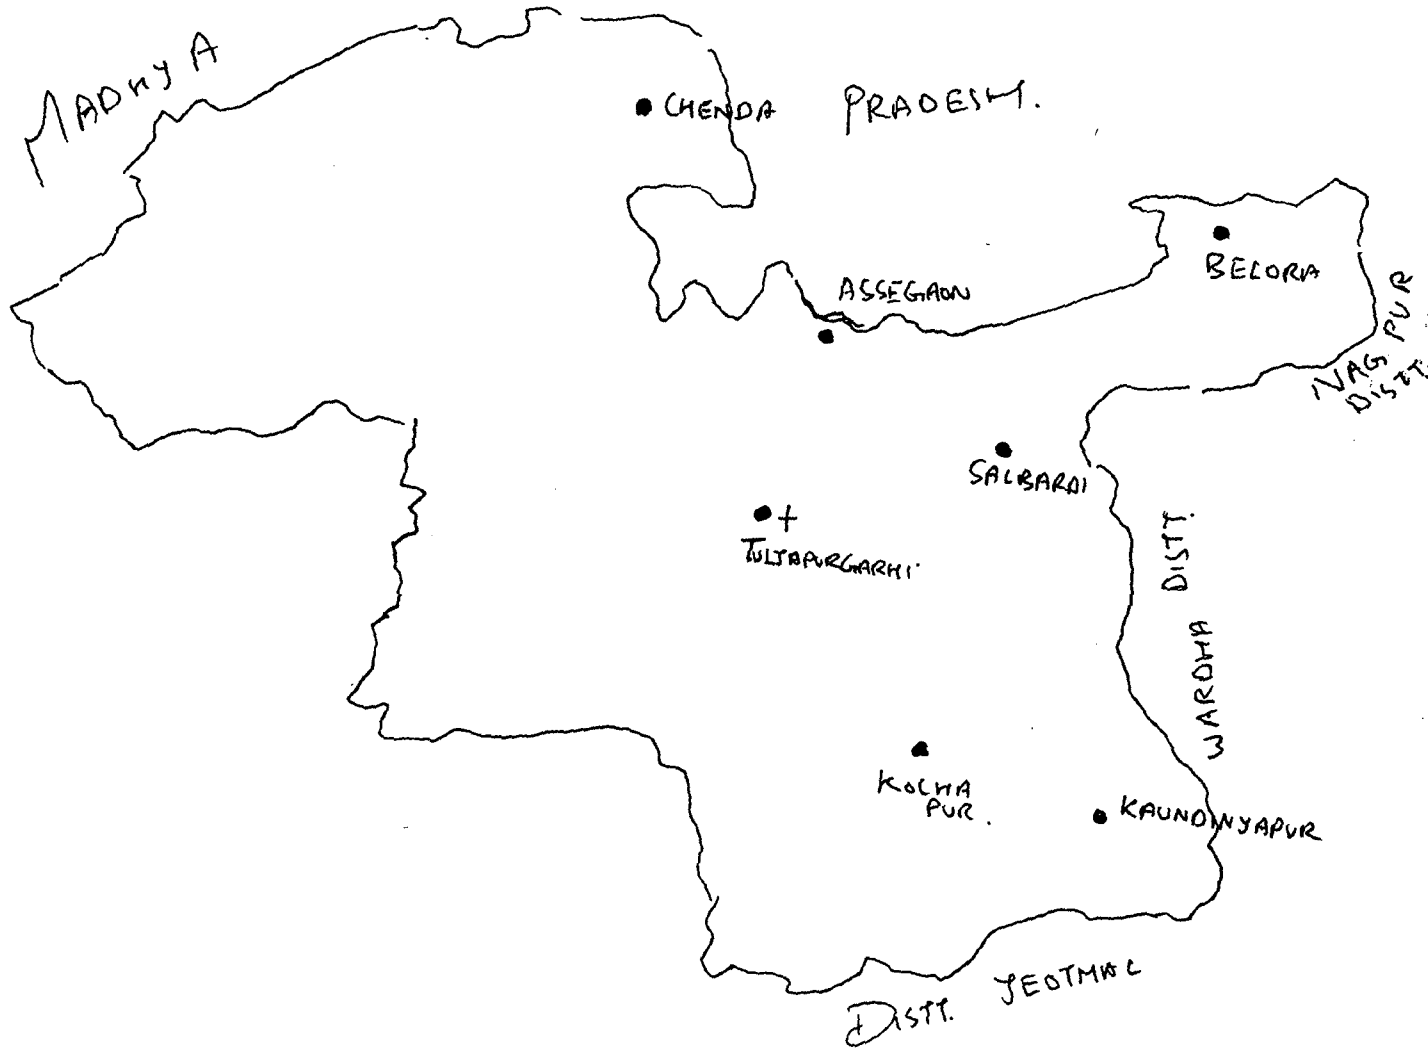 MADHYA
CHENDA
PRADESH.
BELORA
ASSEGAON
NAGPUR
DISTT.
SALBARDI
TULJAPURGARHI
WARDHA DISTT.
KOLHA
PUR.
KAUNDINYAPUR
DISTT. YEOTMAL